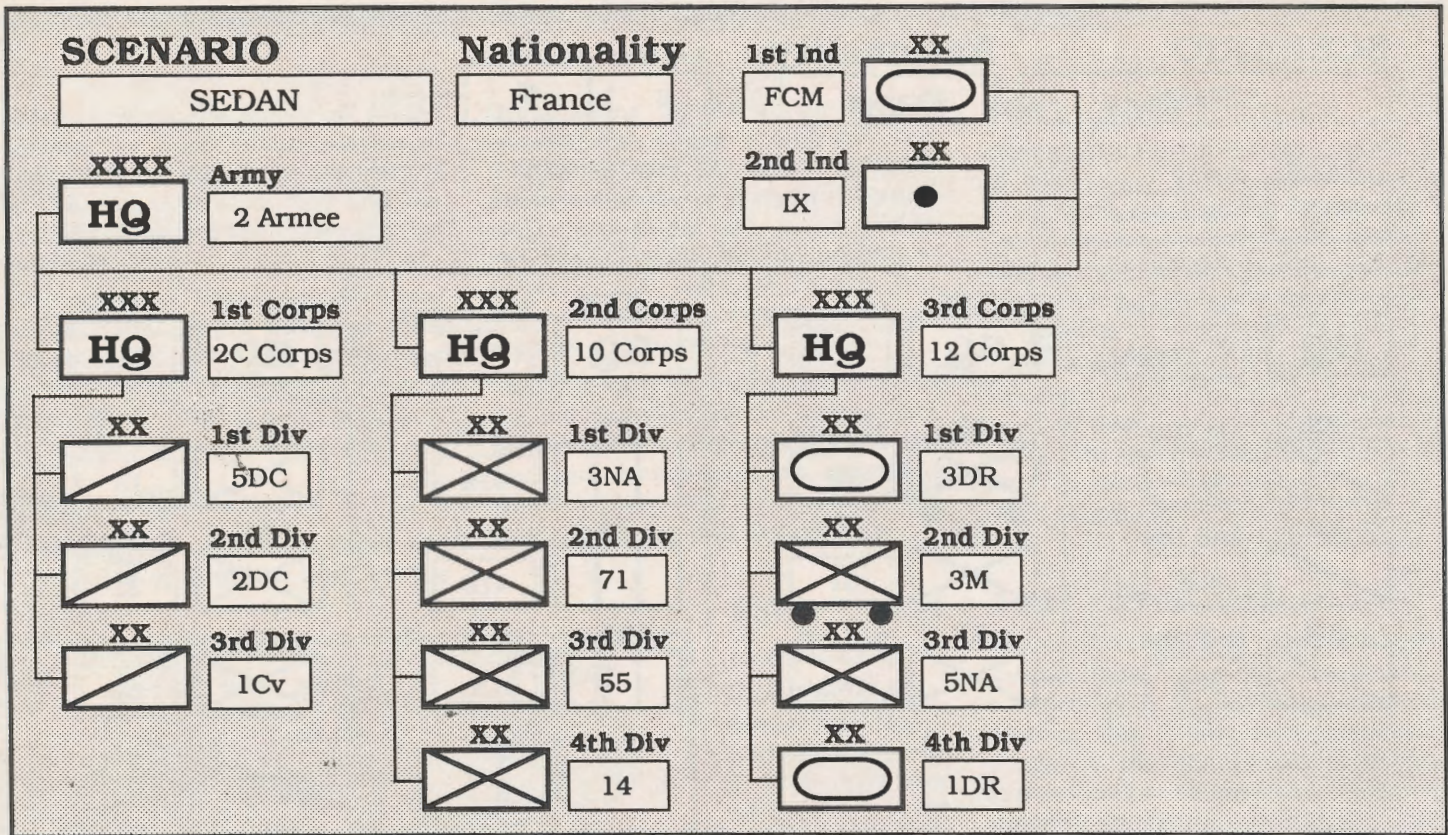 SCENARIO Nationality 1st Ind XX
SEDAN France FCM
XXXX Army 2nd Ind XX
HQ 2 Armee IX
XXX 1st Corps XXX 2nd Corps XXX 3rd Corps
HQ 2C Corps HQ 10 Corps HQ 12 Corps
XX 1st Div XX 1st Div XX 1st Div
5DC 3NA 3DR
XX 2nd Div XX 2nd Div XX 2nd Div
2DC 71 3M
XX 3rd Div XX 3rd Div XX 3rd Div
1Cv 55 5NA
XX 4th Div XX 4th Div
14 1DR